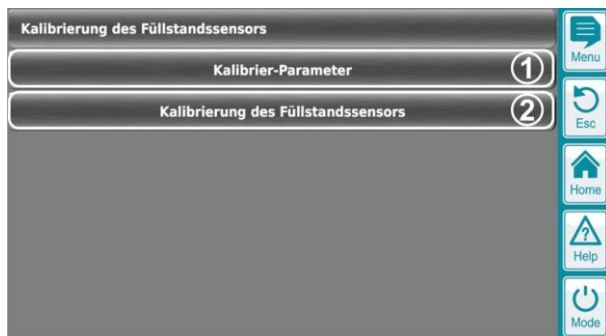 Kalibrierung des Füllstandssensors
Kalibrier-Parameter
1
Kalibrierung des Füllstandssensors
2
Menu
Esc
Home
?
Help
Mode